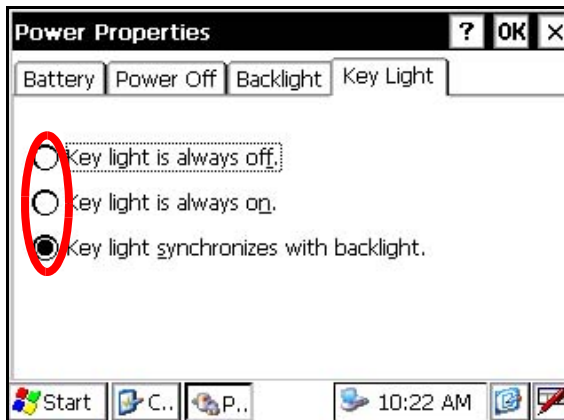 Power Properties ? OK ×
Battery Power Off Backlight Key Light
Key light is always off.
Key light is always on.
Key light synchronizes with backlight.
Start C.. P.. 10:22 AM